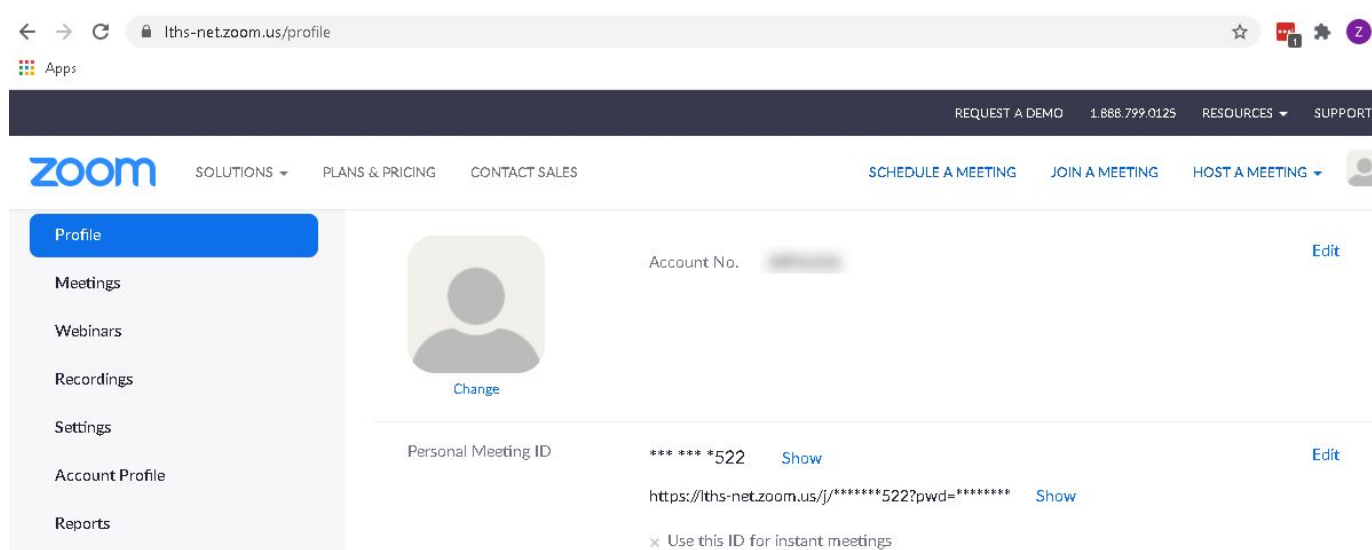 lths-net.zoom.us/profile
1
Z
Apps
REQUEST A DEMO 1.888.799.0125 RESOURCES SUPPORT
zoom SOLUTIONS PLANS & PRICING CONTACT SALES SCHEDULE A MEETING JOIN A MEETING HOST A MEETING
Profile
Meetings
Webinars
Recordings
Settings
Account Profile
Reports
Change
Account No.
Edit
Personal Meeting ID
*** *** *522 Show
Edit
https://lths-net.zoom.us/j/*******522?pwd=******** Show
× Use this ID for instant meetings